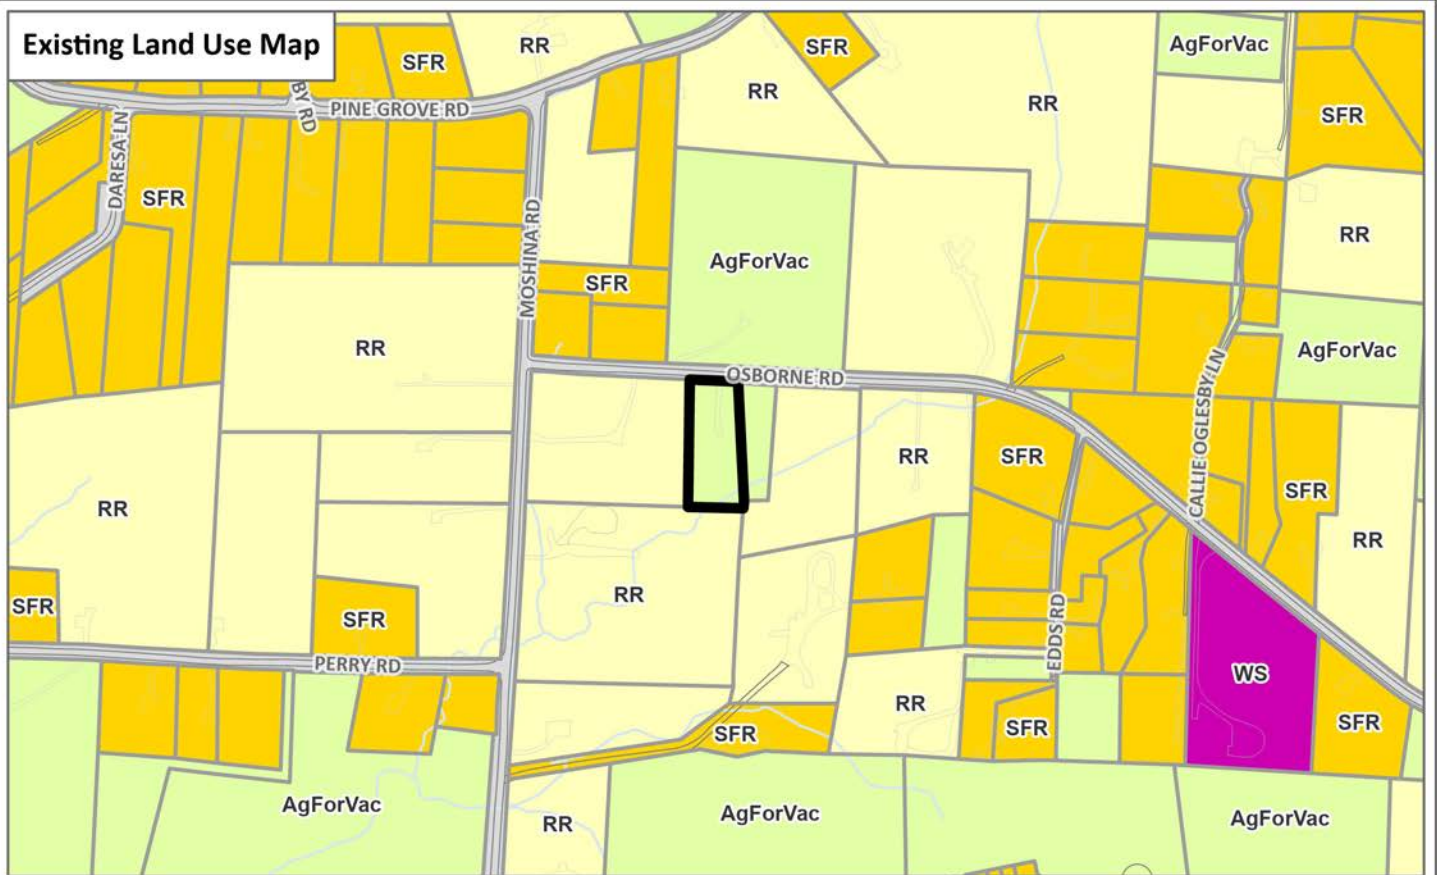 Existing Land Use Map
SFR
RR
SFR
AgForVac
RR
RR
SFR
BY RD
PINE GROVE RD
DARESA LN
SFR
MOSHINA RD
RR
AgForVac
SFR
RR
AgForVac
OSBORNE RD
CALLIE OGLESBY LN
RR
SFR
SFR
RR
RR
RR
SFR
SFR
EDDS RD
PERRY RD
WS
RR
SFR
SFR
SFR
AgForVac
RR
AgForVac
AgForVac